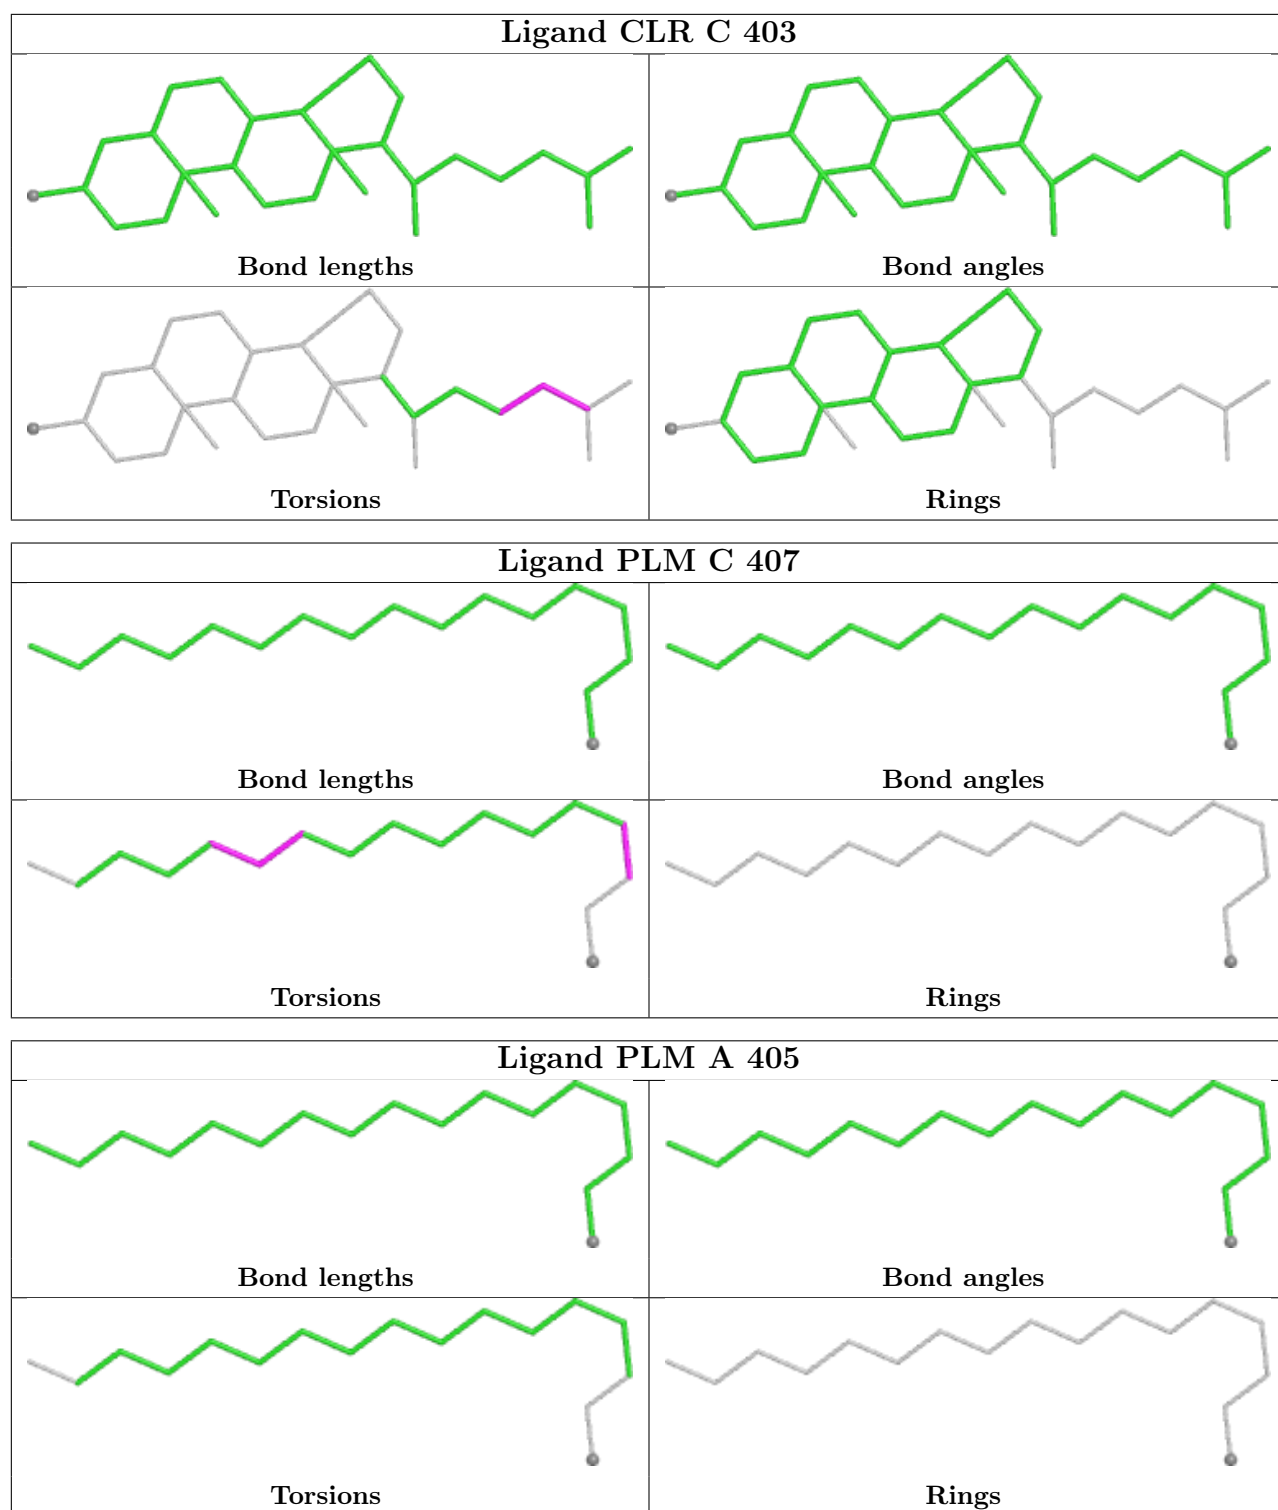 Ligand CLR C 403
Bond lengths
Bond angles
Torsions
Rings
Ligand PLM C 407
Bond lengths
Bond angles
Torsions
Rings
Ligand PLM A 405
Bond lengths
Bond angles
Torsions
Rings